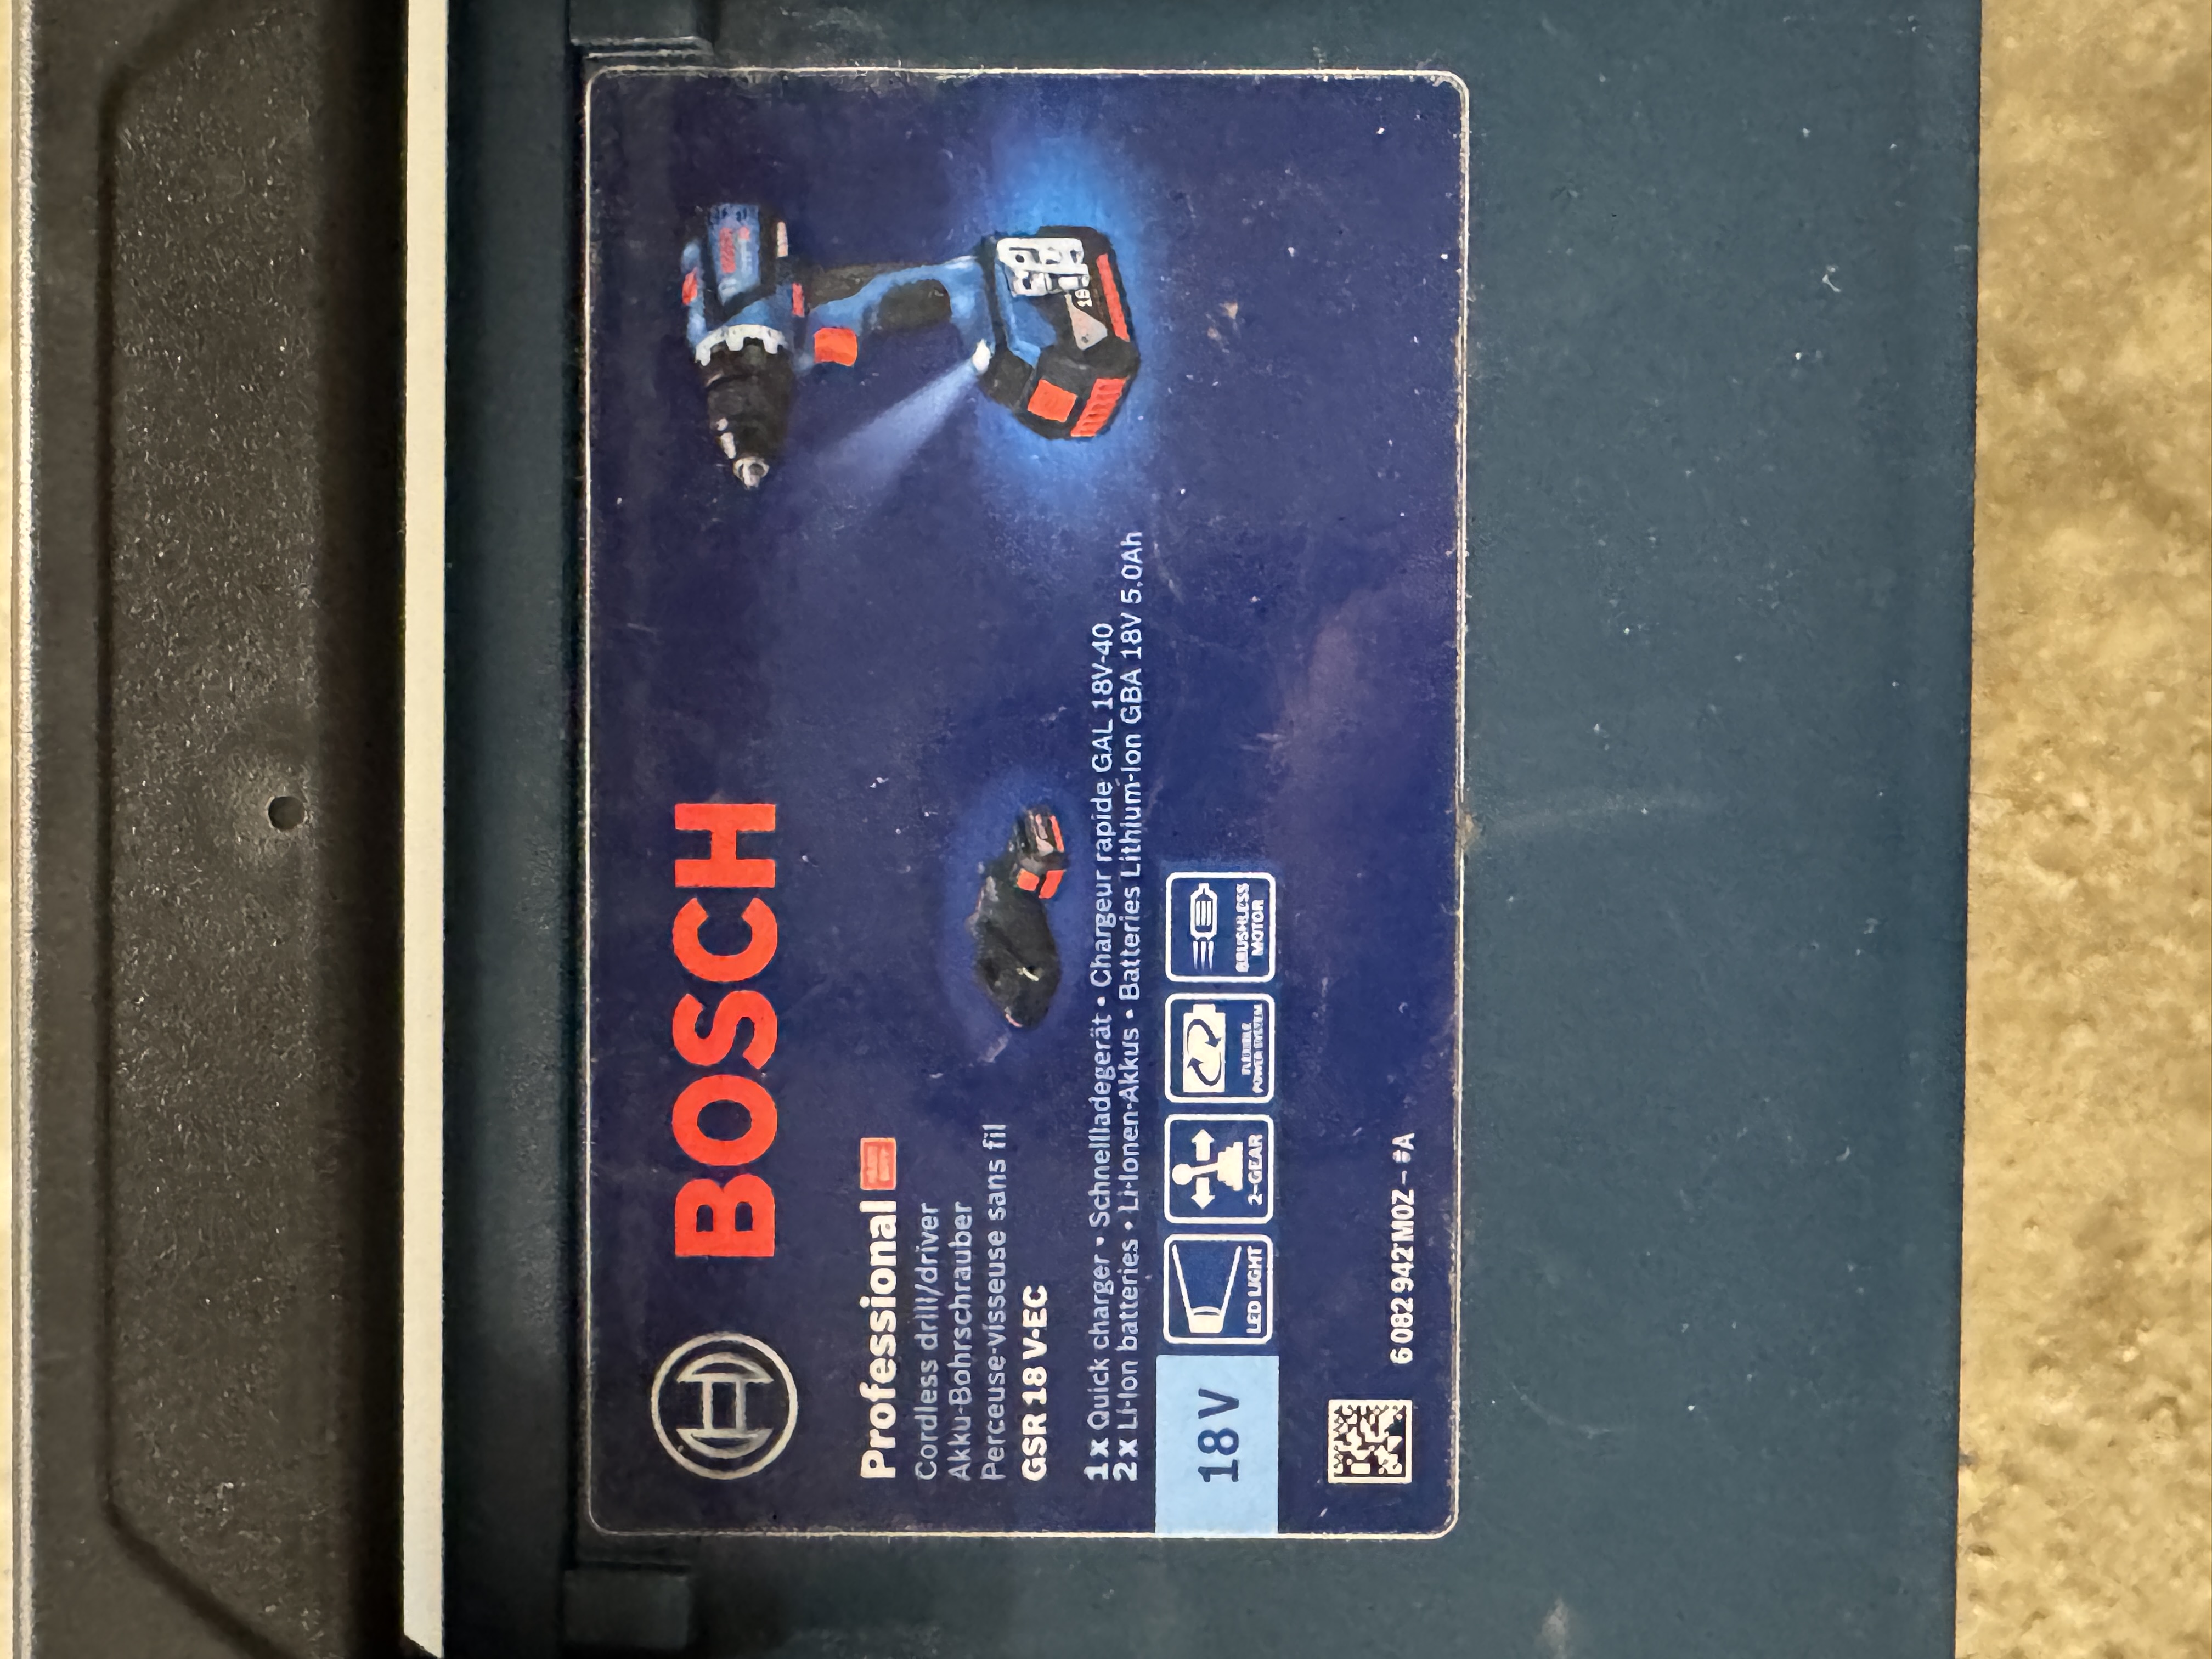 BOSCH
Professional
Cordless drill/driver
Akku-Bohrschrauber
Perceuse-visseuse sans fil
GSR 18 V-EC
1 x Quick charger • Schnellladegerät • Chargeur rapide GAL 18V-40
2 x Li-Ion batteries • Li-Ionen-Akkus • Batteries Lithium-Ion GBA 18V 5.0Ah
18V
LED LIGHT
2-GEAR
FLEXIBLE
POWER SYSTEM
BRUSHLESS
MOTOR
6 082 942 M0Z - #A